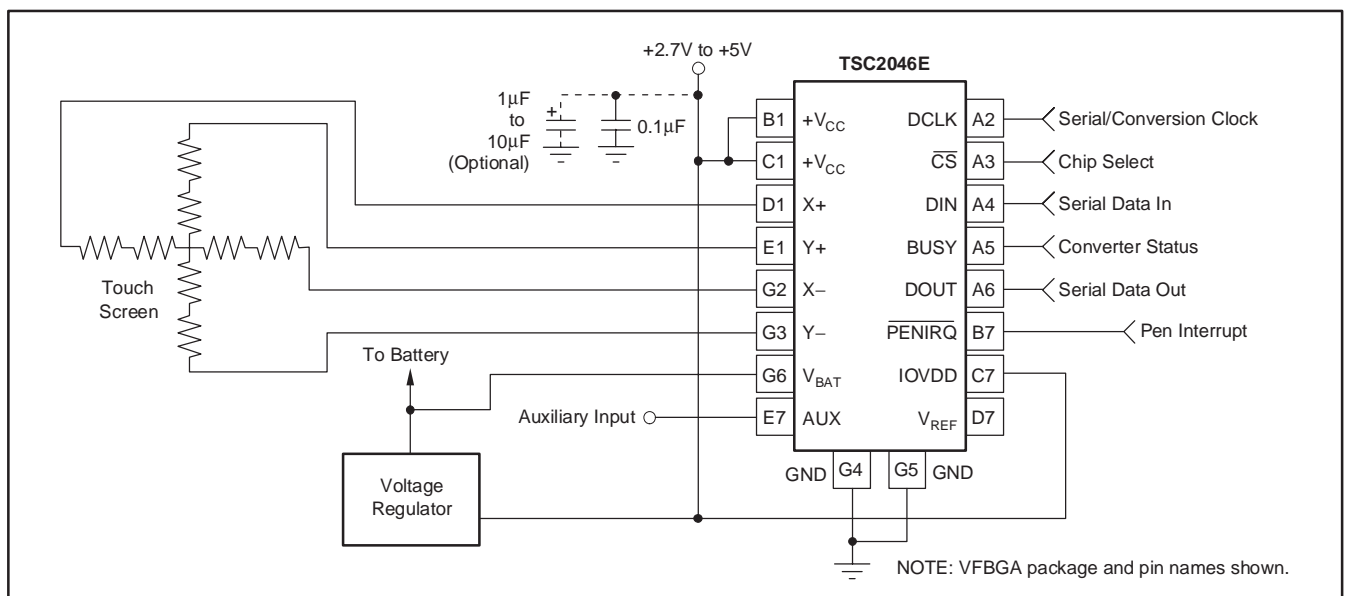 +2.7V to +5V
TSC2046E
1µF
to
10µF
(Optional)
+
0.1µF
B1 +VCC
C1 +VCC
D1 X+
E1 Y+
G2 X−
G3 Y−
G6 VBAT
E7 AUX
DCLK A2 Serial/Conversion Clock
CS A3 Chip Select
DIN A4 Serial Data In
BUSY A5 Converter Status
DOUT A6 Serial Data Out
PENIRQ B7 Pen Interrupt
IOVDD C7
VREF D7
Touch
Screen
To Battery
Auxiliary Input
Voltage
Regulator
GND G4 G5 GND
NOTE: VFBGA package and pin names shown.